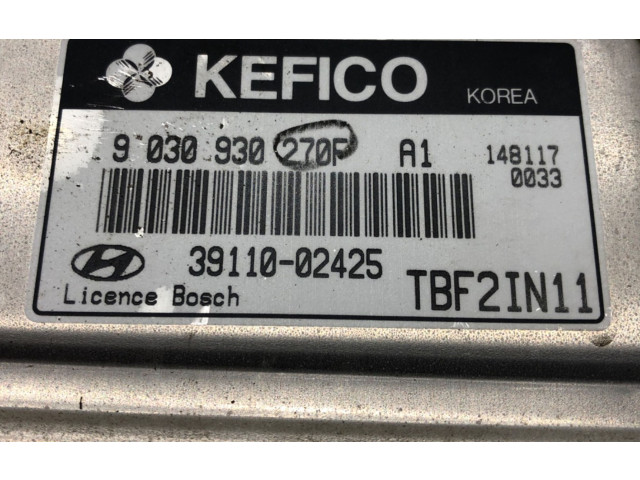 KEFICO KOREA
9 030 930 270F A1 148117
0033
39110-02425
Licence Bosch TBF2IN11